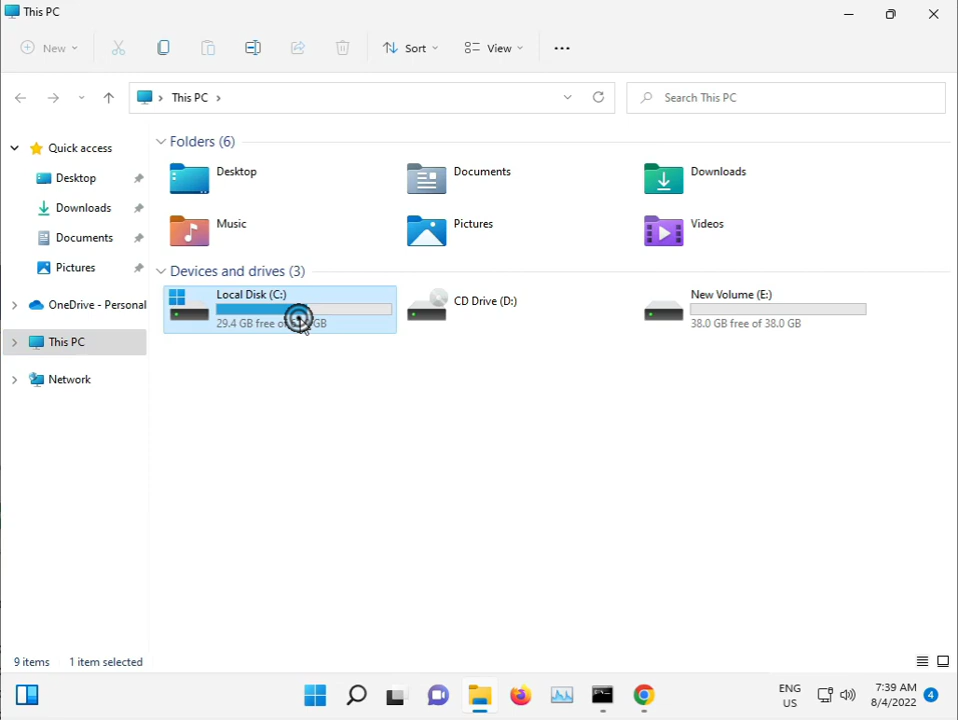 This PC
New
Sort
View
This PC
Search This PC
Quick access
Desktop
Downloads
Documents
Pictures
OneDrive - Personal
This PC
Network
Folders (6)
Desktop
Documents
Downloads
Music
Pictures
Videos
Devices and drives (3)
Local Disk (C:)
29.4 GB free of GB
CD Drive (D:)
New Volume (E:)
38.0 GB free of 38.0 GB
9 items
1 item selected
ENG
US
7:39 AM
8/4/2022
4